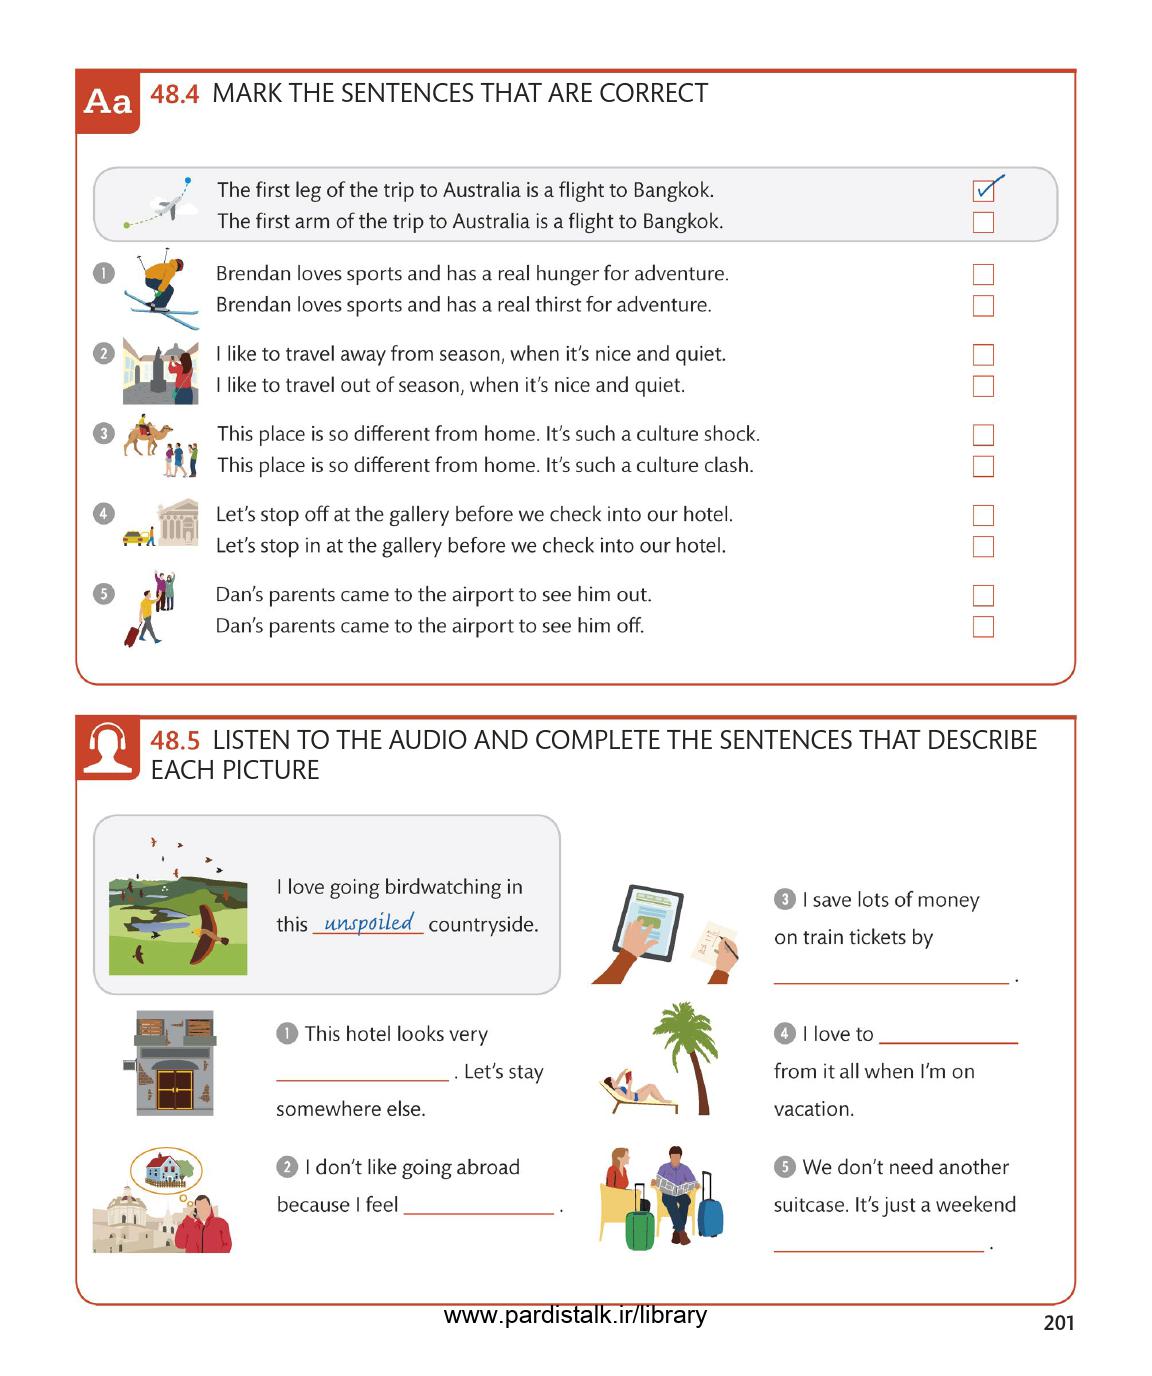 Aa
48.4 MARK THE SENTENCES THAT ARE CORRECT
The first leg of the trip to Australia is a flight to Bangkok.
The first arm of the trip to Australia is a flight to Bangkok.
1 Brendan loves sports and has a real hunger for adventure.
Brendan loves sports and has a real thirst for adventure.
2 I like to travel away from season, when it's nice and quiet.
I like to travel out of season, when it's nice and quiet.
3 This place is so different from home. It's such a culture shock.
This place is so different from home. It's such a culture clash.
4 Let's stop off at the gallery before we check into our hotel.
Let's stop in at the gallery before we check into our hotel.
5 Dan's parents came to the airport to see him out.
Dan's parents came to the airport to see him off.
48.5 LISTEN TO THE AUDIO AND COMPLETE THE SENTENCES THAT DESCRIBE
EACH PICTURE
I love going birdwatching in
this unspoiled countryside.
1 This hotel looks very
. Let's stay
somewhere else.
2 I don't like going abroad
because I feel .
3 I save lots of money
on train tickets by
.
4 I love to
from it all when I'm on
vacation.
5 We don't need another
suitcase. It's just a weekend
.
www.pardistalk.ir/library
201